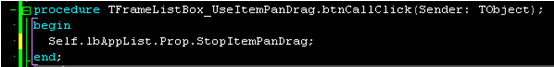 procedure TFrameListBox_UseItemPanDrag.btnCallClick(Sender: TObject);
begin
  Self.lbAppList.Prop.StopItemPanDrag;
end;